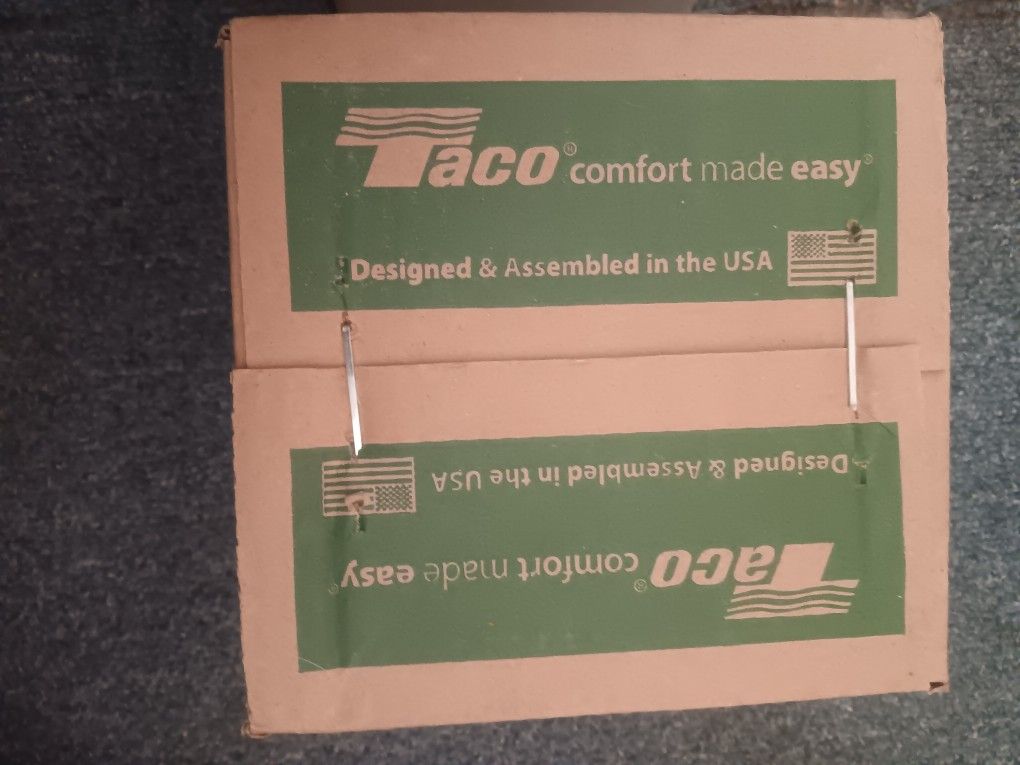 Taco® comfort made easy®
Designed & Assembled in the USA
Designed & Assembled in the USA
Taco® comfort made easy®